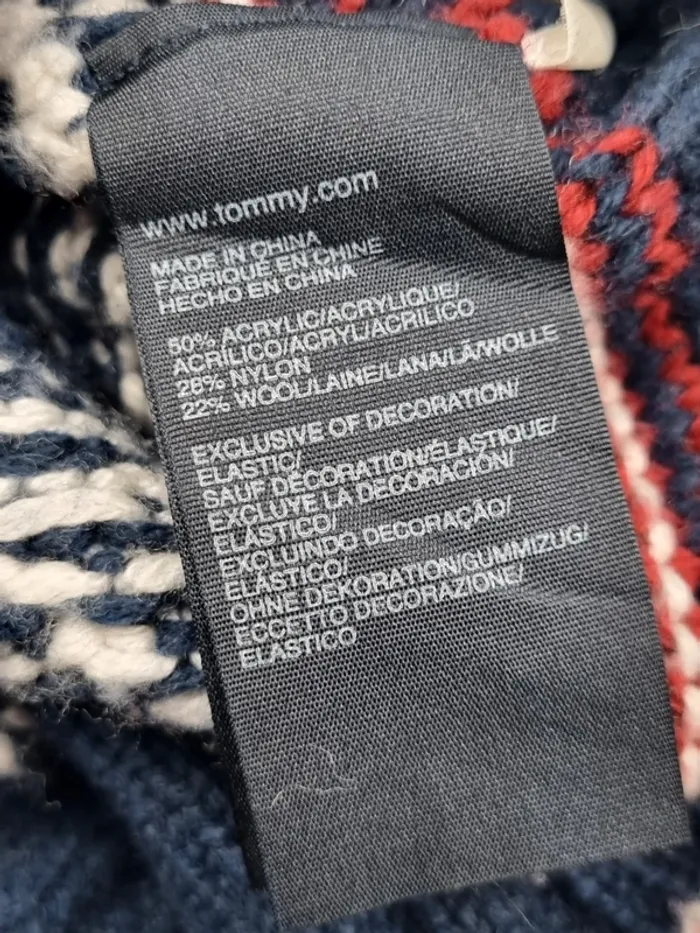 www.tommy.com
MADE IN CHINA
FABRIQUÉ EN CHINE
HECHO EN CHINA
50% ACRYLIC/ACRYLIQUE/
ACRÍLICO/ACRYL/ACRILICO
28% NYLON
22% WOOL/LAINE/LANA/LÃ/WOLLE
EXCLUSIVE OF DECORATION/
ELASTIC/
SAUF DÉCORATION/ÉLASTIQUE/
EXCLUYE LA DECORACIÓN/
ELÁSTICO/
EXCLUINDO DECORAÇÃO/
ELÁSTICO/
OHNE DEKORATION/GUMMIZUG/
ECCETTO DECORAZIONE/
ELASTICO